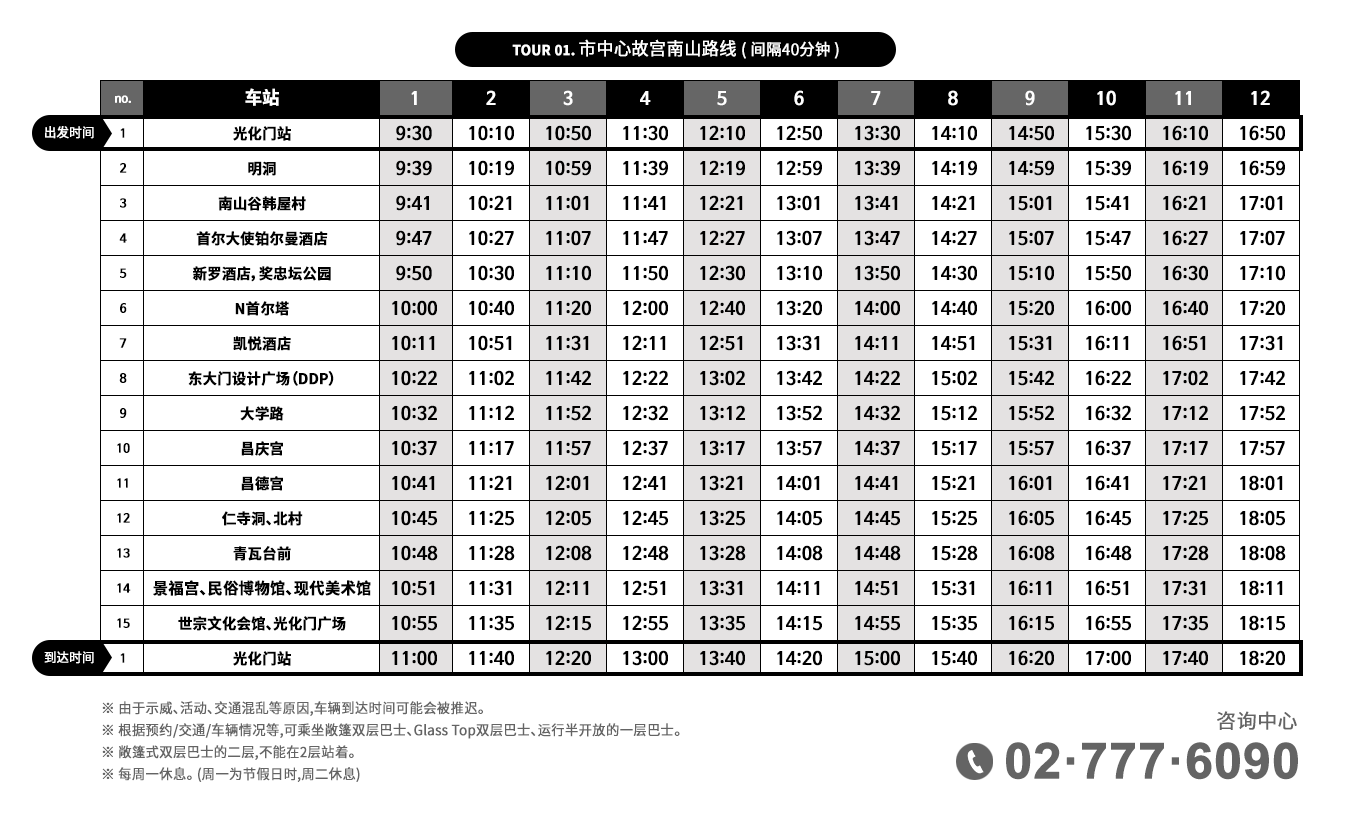 TOUR 01. 市中心故宫南山路线 ( 间隔40分钟 )
no. 车站 1 2 3 4 5 6 7 8 9 10 11 12
出发时间 1 光化门站 9:30 10:10 10:50 11:30 12:10 12:50 13:30 14:10 14:50 15:30 16:10 16:50
2 明洞 9:39 10:19 10:59 11:39 12:19 12:59 13:39 14:19 14:59 15:39 16:19 16:59
3 南山谷韩屋村 9:41 10:21 11:01 11:41 12:21 13:01 13:41 14:21 15:01 15:41 16:21 17:01
4 首尔大使铂尔曼酒店 9:47 10:27 11:07 11:47 12:27 13:07 13:47 14:27 15:07 15:47 16:27 17:07
5 新罗酒店, 奖忠坛公园 9:50 10:30 11:10 11:50 12:30 13:10 13:50 14:30 15:10 15:50 16:30 17:10
6 N首尔塔 10:00 10:40 11:20 12:00 12:40 13:20 14:00 14:40 15:20 16:00 16:40 17:20
7 凯悦酒店 10:11 10:51 11:31 12:11 12:51 13:31 14:11 14:51 15:31 16:11 16:51 17:31
8 东大门设计广场(DDP) 10:22 11:02 11:42 12:22 13:02 13:42 14:22 15:02 15:42 16:22 17:02 17:42
9 大学路 10:32 11:12 11:52 12:32 13:12 13:52 14:32 15:12 15:52 16:32 17:12 17:52
10 昌庆宫 10:37 11:17 11:57 12:37 13:17 13:57 14:37 15:17 15:57 16:37 17:17 17:57
11 昌德宫 10:41 11:21 12:01 12:41 13:21 14:01 14:41 15:21 16:01 16:41 17:21 18:01
12 仁寺洞、北村 10:45 11:25 12:05 12:45 13:25 14:05 14:45 15:25 16:05 16:45 17:25 18:05
13 青瓦台前 10:48 11:28 12:08 12:48 13:28 14:08 14:48 15:28 16:08 16:48 17:28 18:08
14 景福宫、民俗博物馆、现代美术馆 10:51 11:31 12:11 12:51 13:31 14:11 14:51 15:31 16:11 16:51 17:31 18:11
15 世宗文化会馆、光化门广场 10:55 11:35 12:15 12:55 13:35 14:15 14:55 15:35 16:15 16:55 17:35 18:15
到达时间 1 光化门站 11:00 11:40 12:20 13:00 13:40 14:20 15:00 15:40 16:20 17:00 17:40 18:20
※ 由于示威、活动、交通混乱等原因,车辆到达时间可能会被推迟。
※ 根据预约/交通/车辆情况等,可乘坐敞篷双层巴士、Glass Top双层巴士、运行半开放的一层巴士。
※ 敞篷式双层巴士的二层,不能在2层站着。
※ 每周一休息。(周一为节假日时,周二休息)
咨询中心
02·777·6090